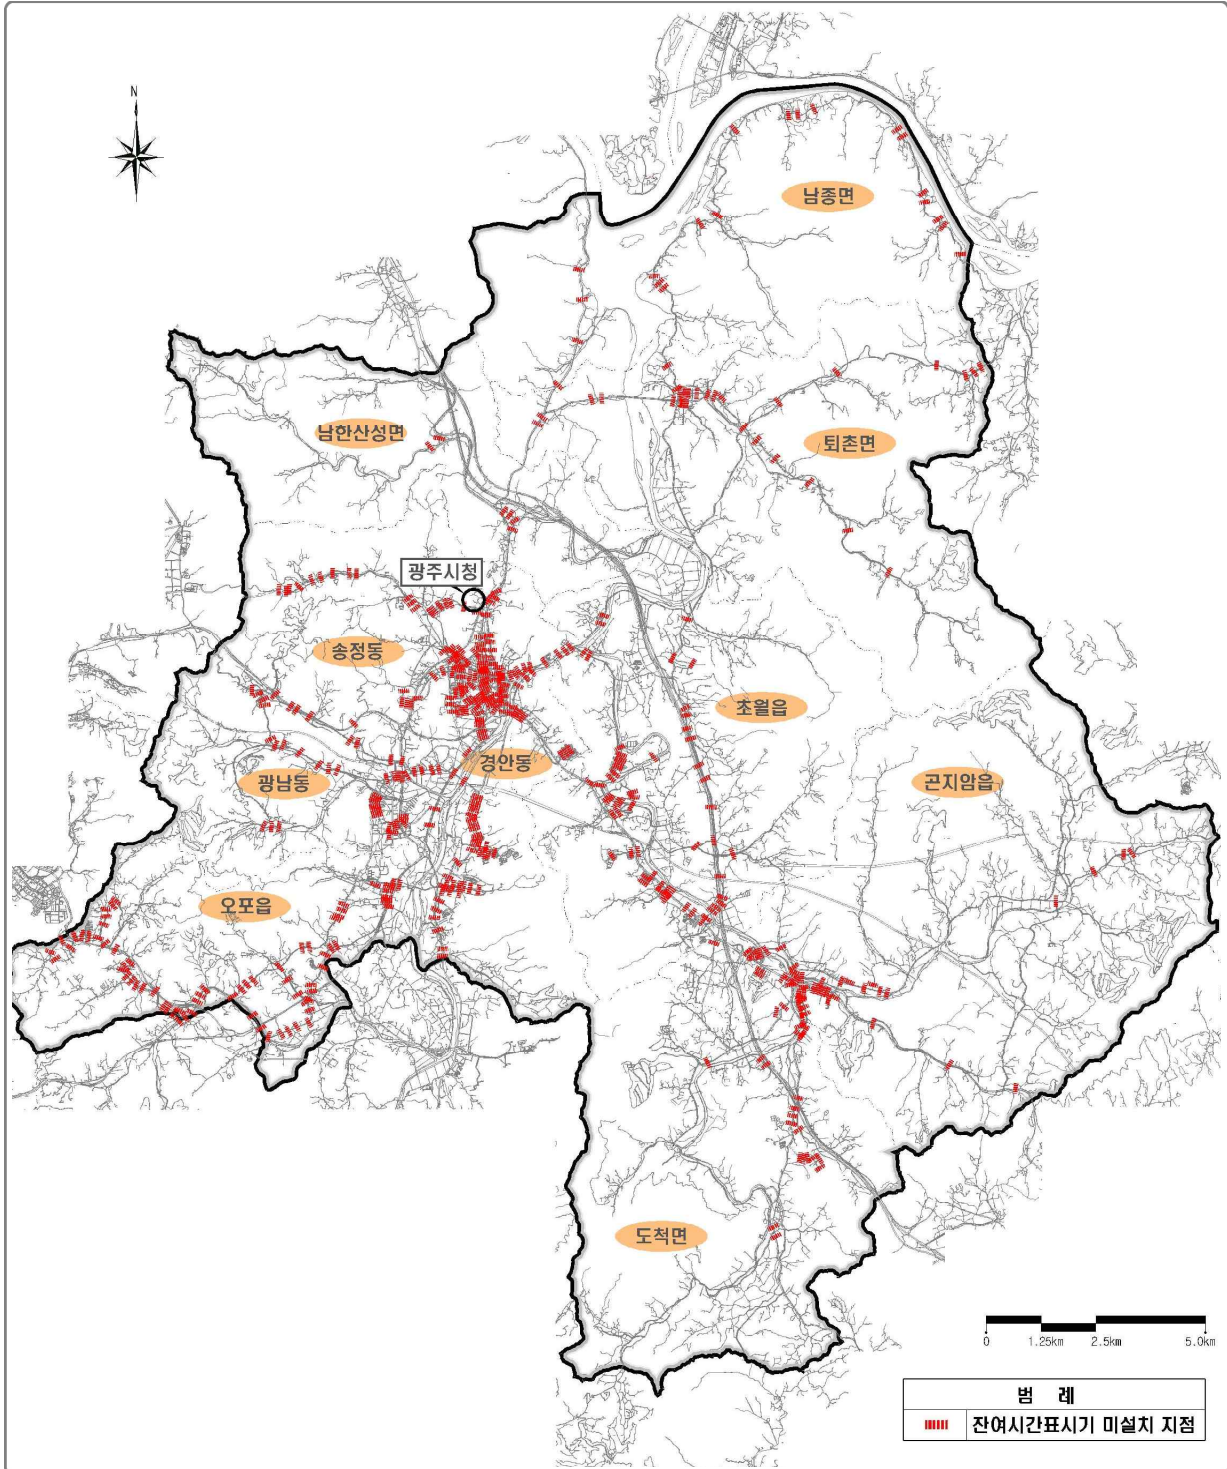 N
남종면
남한산성면
퇴촌면
광주시청
송정동
초월읍
경안동
광남동
곤지암읍
오포읍
도척면
0 1.25km 2.5km 5.0km
범 례
잔여시간표시기 미설치 지점